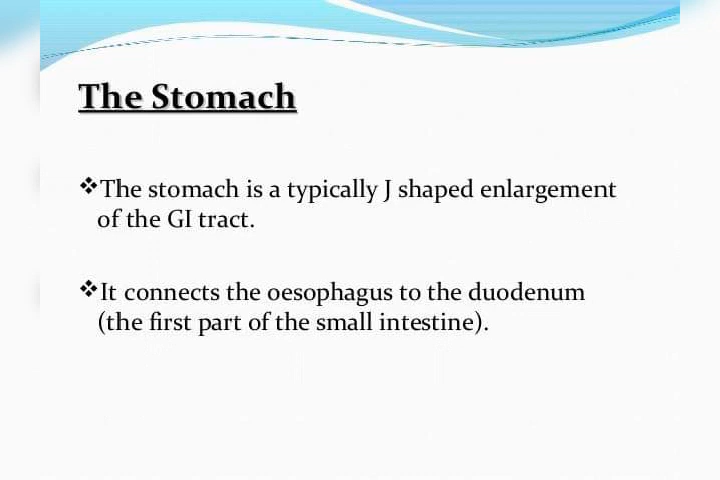 The Stomach
❖The stomach is a typically J shaped enlargement
of the GI tract.
❖It connects the oesophagus to the duodenum
(the first part of the small intestine).